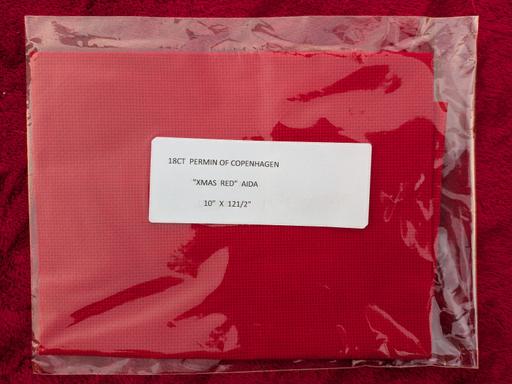 18CT PERMIN OF COPENHAGEN
"XMAS RED" AIDA
10" X 121/2"